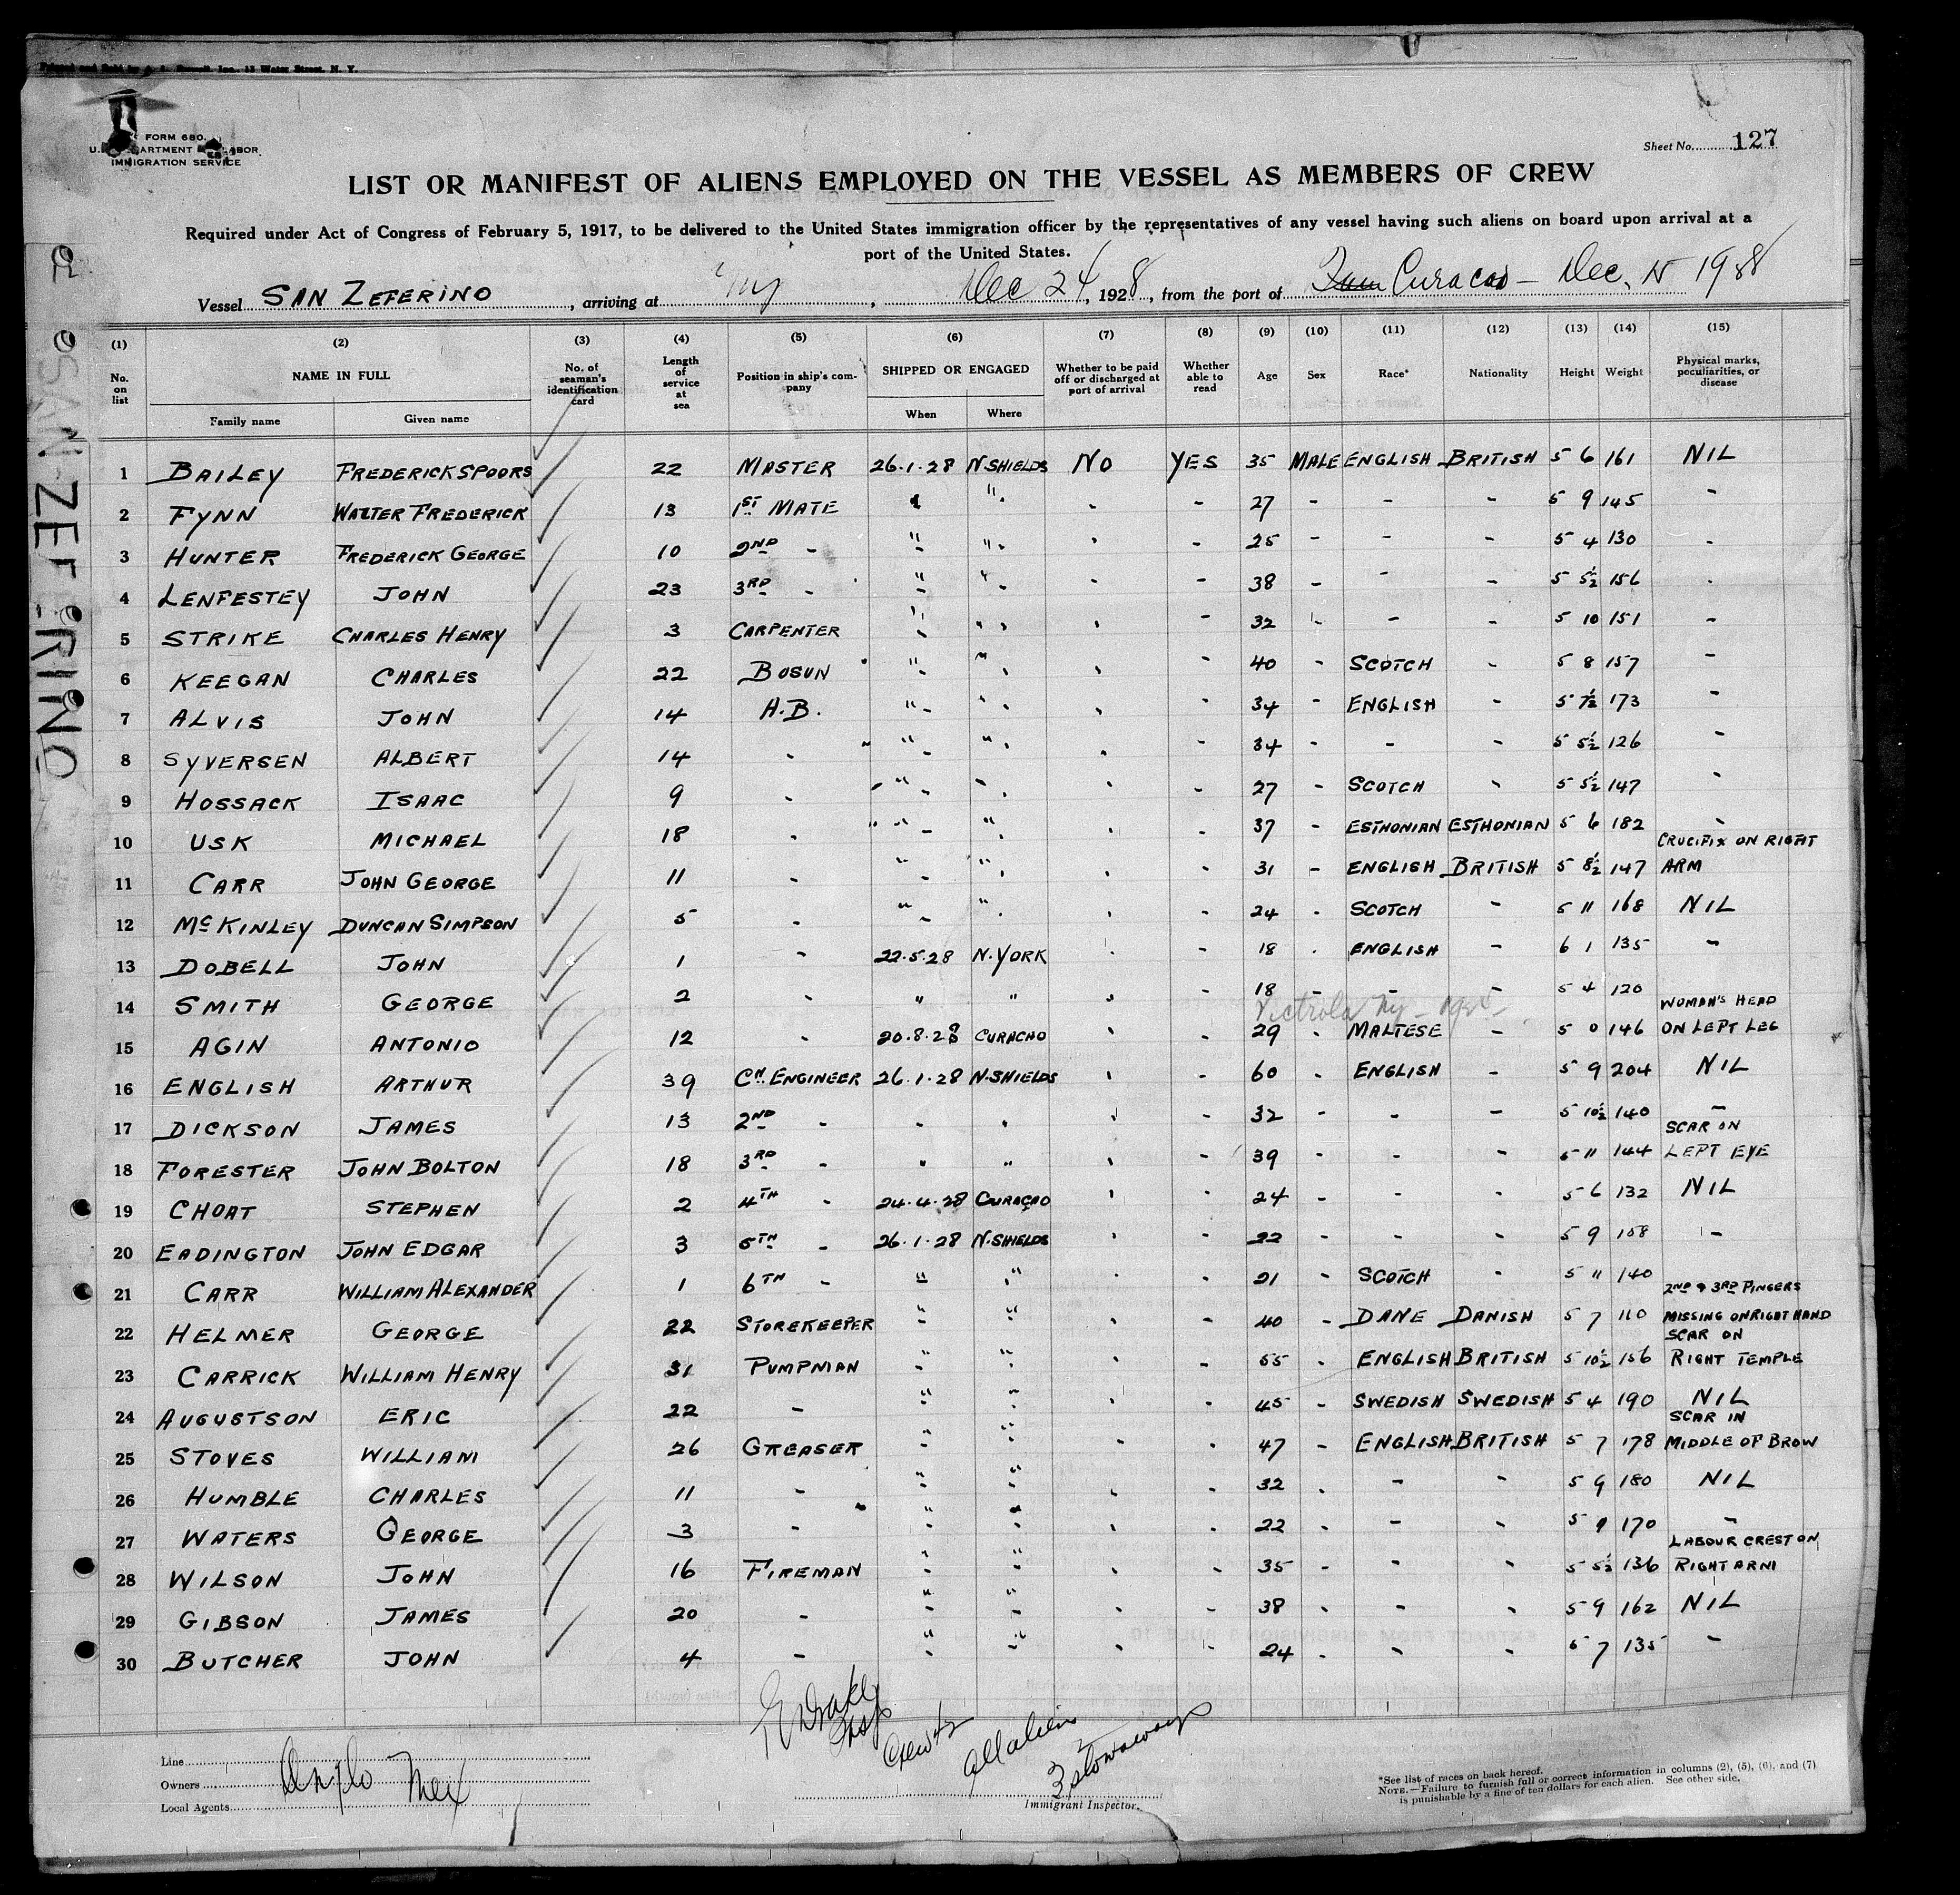 FORM 680.
U. DEPARTMENT LABOR
IMMIGRATION SERVICE
Sheet No. 127
LIST OR MANIFEST OF ALIENS EMPLOYED ON THE VESSEL AS MEMBERS OF CREW
Required under Act of Congress of February 5, 1917, to be delivered to the United States immigration officer by the representatives of any vessel having such aliens on board upon arrival at a
port of the United States.
Vessel SAN ZEFERINO, arriving at NY, Dec 24, 1928, from the port of Curacao - Dec. 15 1928
SAN-ZEFERINO
(1) (2) (3) (4) (5) (6) (7) (8) (9) (10) (11) (12) (13) (14) (15)
No. on list NAME IN FULL No. of seaman's identification card Length of service at sea Position in ship's company SHIPPED OR ENGAGED Whether to be paid off or discharged at port of arrival Whether able to read Age Sex Race* Nationality Height Weight Physical marks, peculiarities, or disease
Family name Given name When Where
1 BAILEY FREDERICK SPOORS 22 MASTER 26.1.28 N.SHIELDS NO YES 35 MALE ENGLISH BRITISH 5 6 161 NIL
2 FYNN WALTER FREDERICK 13 1ST MATE " " - - 27 - - - 5 9 145 -
3 HUNTER FREDERICK GEORGE 10 2ND - " " - - 25 - - - 5 4 130 -
4 LENFESTEY JOHN 23 3RD - " " - - 38 - - - 5 5½ 156 -
5 STRIKE CHARLES HENRY 3 CARPENTER " " - - 32 - - - 5 10 151 -
6 KEEGAN CHARLES 22 BOSUN " " - - 40 - SCOTCH - 5 8 157 -
7 ALVIS JOHN 14 A.B. " " - - 34 - ENGLISH - 5 7½ 173 -
8 SYVERSEN ALBERT 14 - " " - - 34 - - - 5 5½ 126 -
9 HOSSACK ISAAC 9 - " " - - 27 - SCOTCH - 5 5½ 147 -
10 USK MICHAEL 18 - " " - - 37 - ESTHONIAN ESTHONIAN 5 6 182 -
11 CARR JOHN GEORGE 11 - " " - - 31 - ENGLISH BRITISH 5 8½ 147 CRUCIFIX ON RIGHT ARM
12 McKINLEY DUNCAN SIMPSON 5 - " " - - 24 - SCOTCH - 5 11 168 NIL
13 DOBELL JOHN 1 - 22.5.28 N.YORK - - 18 - ENGLISH - 6 1 135 -
14 SMITH GEORGE 2 - " " - - 18 - - - 5 4 120
Victrola NY
15 AGIN ANTONIO 12 - 20.8.28 CURACAO - - 29 - MALTESE - 5 0 146 WOMAN'S HEAD ON LEFT LEG
16 ENGLISH ARTHUR 39 CH. ENGINEER 26.1.28 N.SHIELDS - - 60 - ENGLISH - 5 9 204 NIL
17 DICKSON JAMES 13 2ND - - - - - 32 - - - 5 10½ 140 -
18 FORESTER JOHN BOLTON 18 3RD - " " - - 39 - - - 5 11 144 SCAR ON LEFT EYE
19 CHOAT STEPHEN 2 4TH - 24.4.28 CURAÇAO - - 24 - - - 5 6 132 NIL
20 EADINGTON JOHN EDGAR 3 5TH - 26.1.28 N.SHIELDS - - 22 - - - 5 9 158 -
21 CARR WILLIAM ALEXANDER 1 6TH - " " - - 21 - SCOTCH - 5 11 140
22 HELMER GEORGE 22 STOREKEEPER " " - - 40 - DANE DANISH 5 7 110 2ND & 3RD FINGERS MISSING ON RIGHT HAND
23 CARRICK WILLIAM HENRY 31 PUMPMAN " " - - 55 - ENGLISH BRITISH 5 10½ 156 SCAR ON RIGHT TEMPLE
24 AUGUSTSON ERIC 22 - " " - - 45 - SWEDISH SWEDISH 5 4 190 NIL
25 STOVES WILLIAM 26 GREASER " " - - 47 - ENGLISH BRITISH 5 7 178 SCAR IN MIDDLE OF BROW
26 HUMBLE CHARLES 11 - " " - - 32 - - - 5 9 180 NIL
27 WATERS GEORGE 3 - " " - - 22 - - - 5 9 170 -
28 WILSON JOHN 16 FIREMAN " " - - 35 - - - 5 5½ 136 LABOUR CREST ON RIGHT ARM
29 GIBSON JAMES 20 - " " - - 38 - - - 5 9 162 NIL
30 BUTCHER JOHN 4 - " " - - 24 - - - 5 7 135 -
Drake
Insp
Crew 42
all aliens
3 stowaways
Line
Owners Anglo Mex
Local Agents
Immigrant Inspector.
*See list of races on back hereof.
NOTE.—Failure to furnish full or correct information in columns (2), (5), (6), and (7)
is punishable by a fine of ten dollars for each alien. See other side.